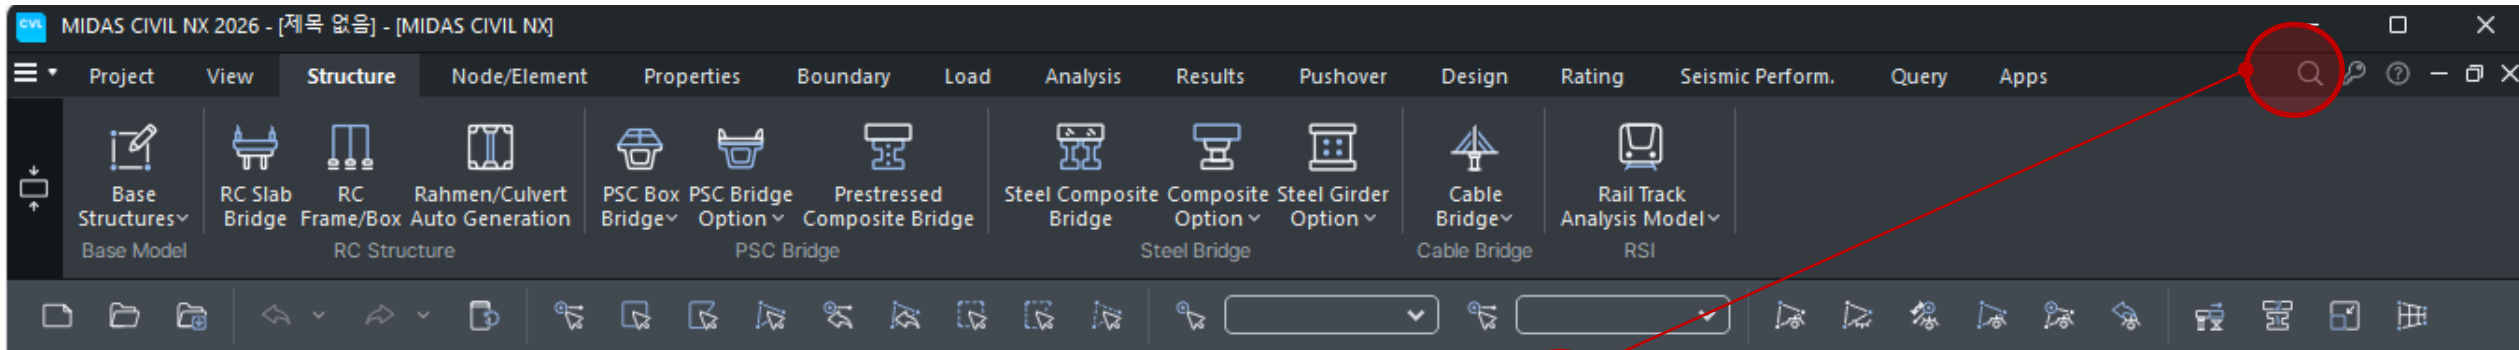 CVL MIDAS CIVIL NX 2026 - [제목 없음] - [MIDAS CIVIL NX]
Project View Structure Node/Element Properties Boundary Load Analysis Results Pushover Design Rating Seismic Perform. Query Apps
Base Structures
RC Slab Bridge
RC Frame/Box
Rahmen/Culvert Auto Generation
PSC Box Bridge
PSC Bridge Option
Prestressed Composite Bridge
Steel Composite Bridge
Composite Option
Steel Girder Option
Cable Bridge
Rail Track Analysis Model
Base Model RC Structure PSC Bridge Steel Bridge Cable Bridge RSI